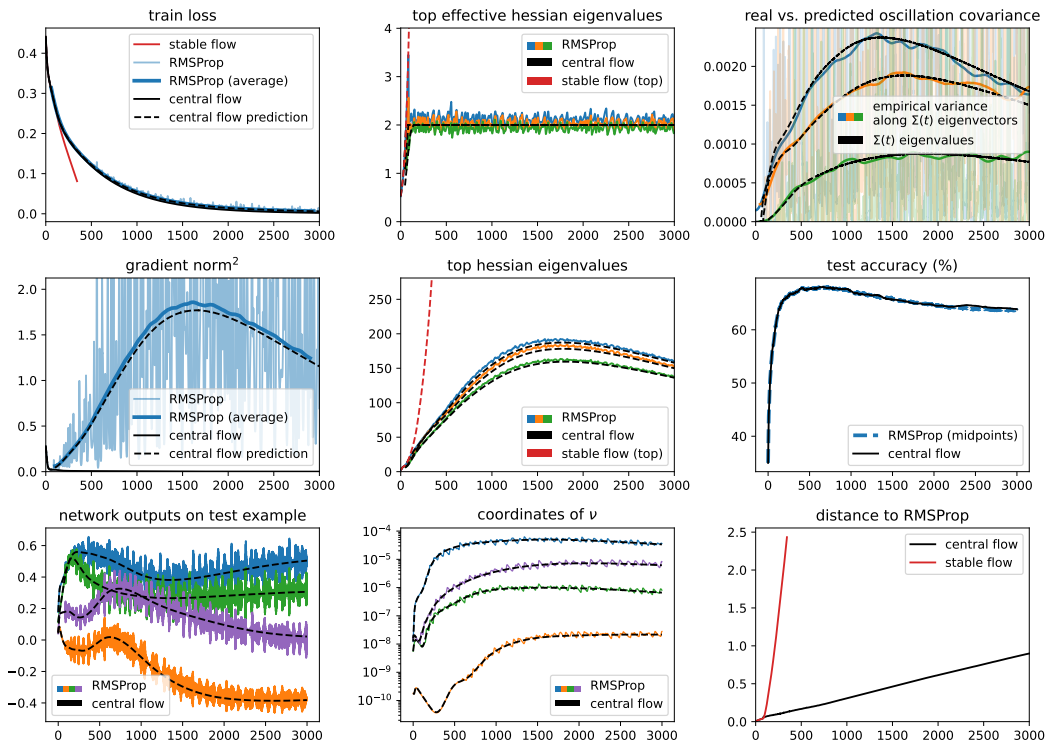 train loss
stable flow
RMSProp
RMSProp (average)
central flow
central flow prediction
0.4
0.3
0.2
0.1
0.0
0 500 1000 1500 2000 2500 3000
top effective hessian eigenvalues
RMSProp
central flow
stable flow (top)
4
3
2
1
0
0 500 1000 1500 2000 2500 3000
real vs. predicted oscillation covariance
empirical variance
along Σ(t) eigenvectors
Σ(t) eigenvalues
0.0020
0.0015
0.0010
0.0005
0.0000
0 500 1000 1500 2000 2500 3000
gradient norm²
RMSProp
RMSProp (average)
central flow
central flow prediction
2.0
1.5
1.0
0.5
0.0
0 500 1000 1500 2000 2500 3000
top hessian eigenvalues
RMSProp
central flow
stable flow (top)
250
200
150
100
50
0
0 500 1000 1500 2000 2500 3000
test accuracy (%)
RMSProp (midpoints)
central flow
60
50
40
0 500 1000 1500 2000 2500 3000
network outputs on test example
RMSProp
central flow
0.6
0.4
0.2
0.0
−0.2
−0.4
0 500 1000 1500 2000 2500 3000
coordinates of ν
RMSProp
central flow
10⁻⁴
10⁻⁵
10⁻⁶
10⁻⁷
10⁻⁸
10⁻⁹
10⁻¹⁰
0 500 1000 1500 2000 2500 3000
distance to RMSProp
central flow
stable flow
2.5
2.0
1.5
1.0
0.5
0.0
0 500 1000 1500 2000 2500 3000